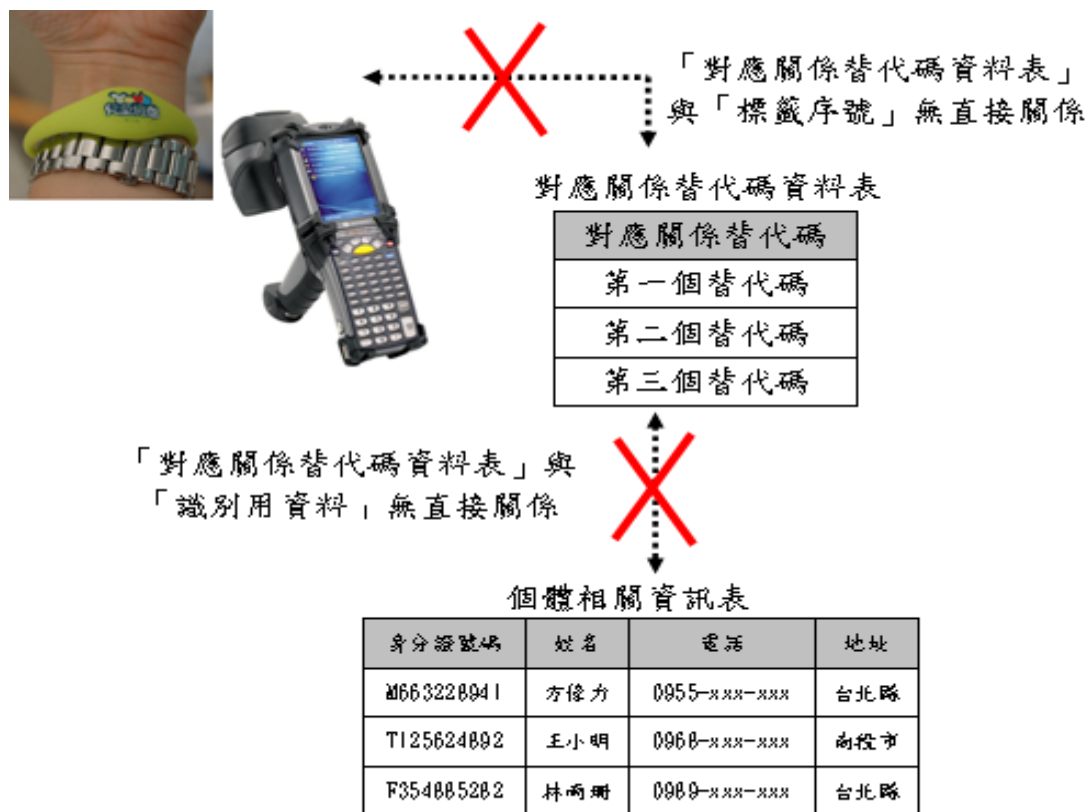 「對應關係替代碼資料表」
與「標籤序號」無直接關係
對應關係替代碼資料表
對應關係替代碼
第一個替代碼
第二個替代碼
第三個替代碼
「對應關係替代碼資料表」與
「識別用資料」無直接關係
個體相關資訊表
身分證號碼 姓名 電話 地址
M663228941 方偉力 0955-xxx-xxx 台北縣
T125624892 王小明 0968-xxx-xxx 南投市
F354885282 林雨珊 0989-xxx-xxx 台北縣